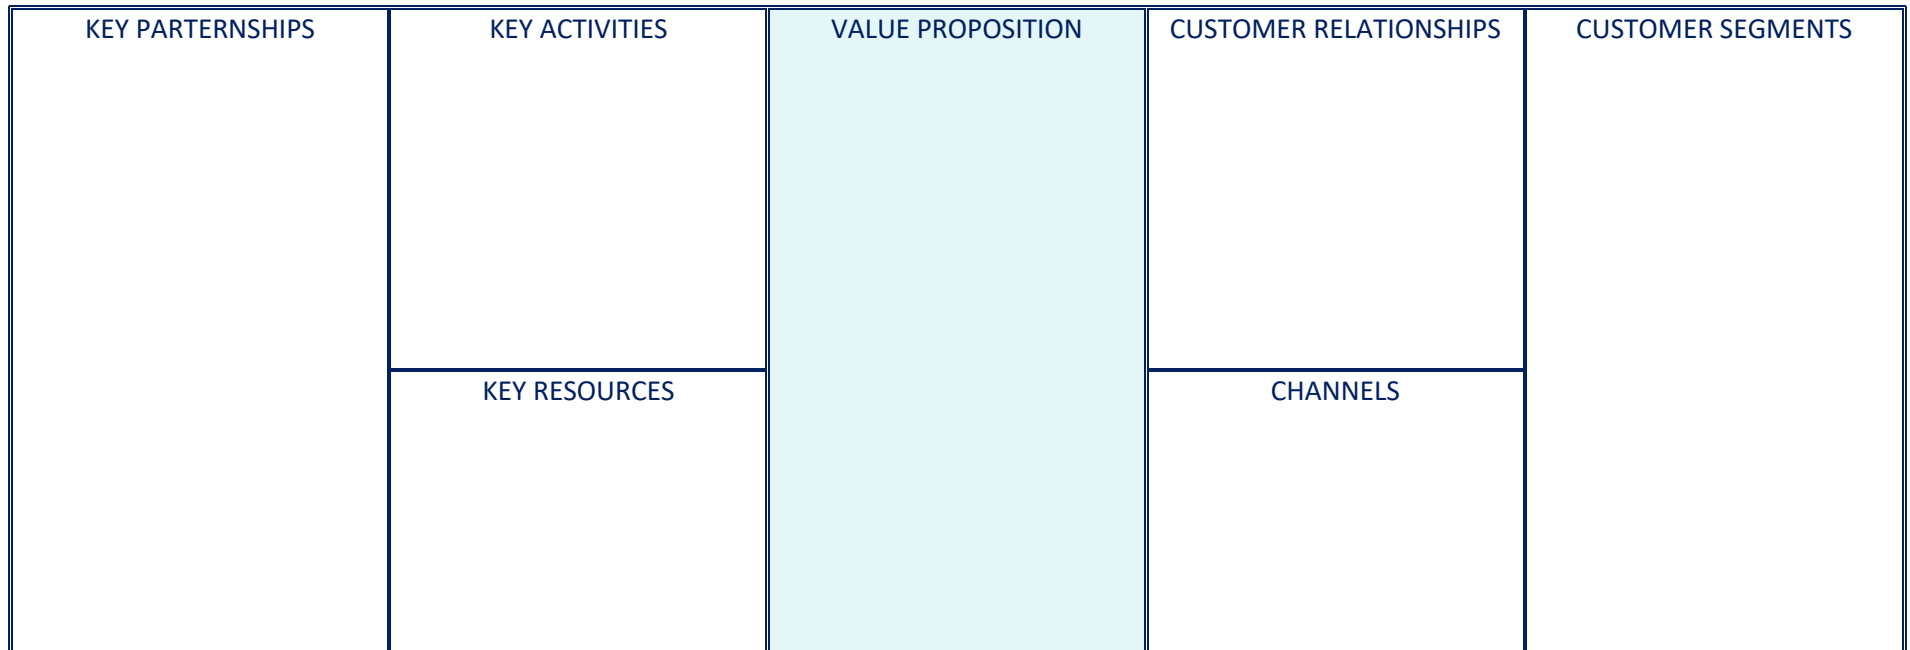 KEY PARTERNSHIPS
KEY ACTIVITIES
VALUE PROPOSITION
CUSTOMER RELATIONSHIPS
CUSTOMER SEGMENTS
KEY RESOURCES
CHANNELS